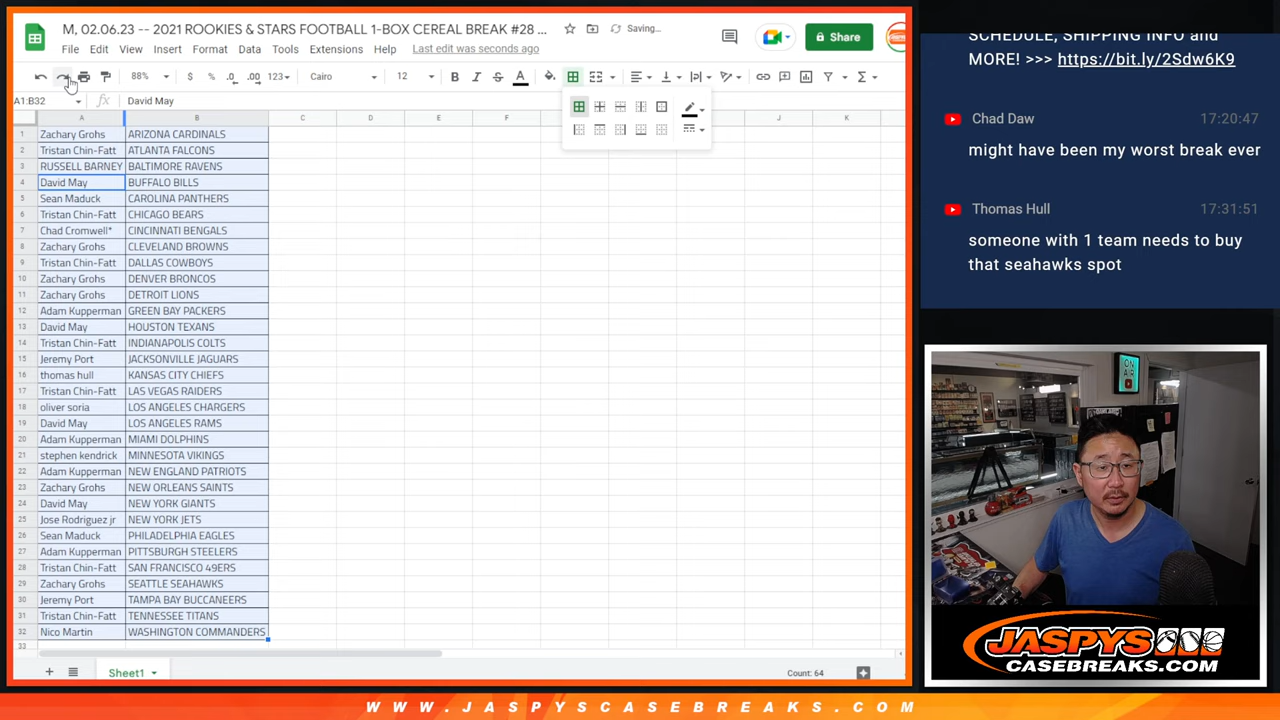 M, 02.06.23 -- 2021 ROOKIES & STARS FOOTBALL 1-BOX CEREAL BREAK #28 ...
Saving...
File Edit View Insert Format Data Tools Extensions Help Last edit was seconds ago
Share
88% $ % .0 .00 123 Cairo 12 B I S A
A1:B32 fx David May
A B C D E F J K
1 Zachary Grohs ARIZONA CARDINALS
2 Tristan Chin-Fatt ATLANTA FALCONS
3 RUSSELL BARNEY BALTIMORE RAVENS
4 David May BUFFALO BILLS
5 Sean Maduck CAROLINA PANTHERS
6 Tristan Chin-Fatt CHICAGO BEARS
7 Chad Cromwell* CINCINNATI BENGALS
8 Zachary Grohs CLEVELAND BROWNS
9 Tristan Chin-Fatt DALLAS COWBOYS
10 Zachary Grohs DENVER BRONCOS
11 Zachary Grohs DETROIT LIONS
12 Adam Kupperman GREEN BAY PACKERS
13 David May HOUSTON TEXANS
14 Tristan Chin-Fatt INDIANAPOLIS COLTS
15 Jeremy Port JACKSONVILLE JAGUARS
16 thomas hull KANSAS CITY CHIEFS
17 Tristan Chin-Fatt LAS VEGAS RAIDERS
18 oliver soria LOS ANGELES CHARGERS
19 David May LOS ANGELES RAMS
20 Adam Kupperman MIAMI DOLPHINS
21 stephen kendrick MINNESOTA VIKINGS
22 Adam Kupperman NEW ENGLAND PATRIOTS
23 Zachary Grohs NEW ORLEANS SAINTS
24 David May NEW YORK GIANTS
25 Jose Rodriguez jr NEW YORK JETS
26 Sean Maduck PHILADELPHIA EAGLES
27 Adam Kupperman PITTSBURGH STEELERS
28 Tristan Chin-Fatt SAN FRANCISCO 49ERS
29 Zachary Grohs SEATTLE SEAHAWKS
30 Jeremy Port TAMPA BAY BUCCANEERS
31 Tristan Chin-Fatt TENNESSEE TITANS
32 Nico Martin WASHINGTON COMMANDERS
33
Sheet1 Count: 64
SCHEDULE, SHIPPING INFO and
MORE! >>> https://bit.ly/2Sdw6K9
Chad Daw 17:20:47
might have been my worst break ever
Thomas Hull 17:31:51
someone with 1 team needs to buy
that seahawks spot
ON
AIR
JASPYS
CASEBREAKS.COM
WWW.JASPYSCASEBREAKS.COM